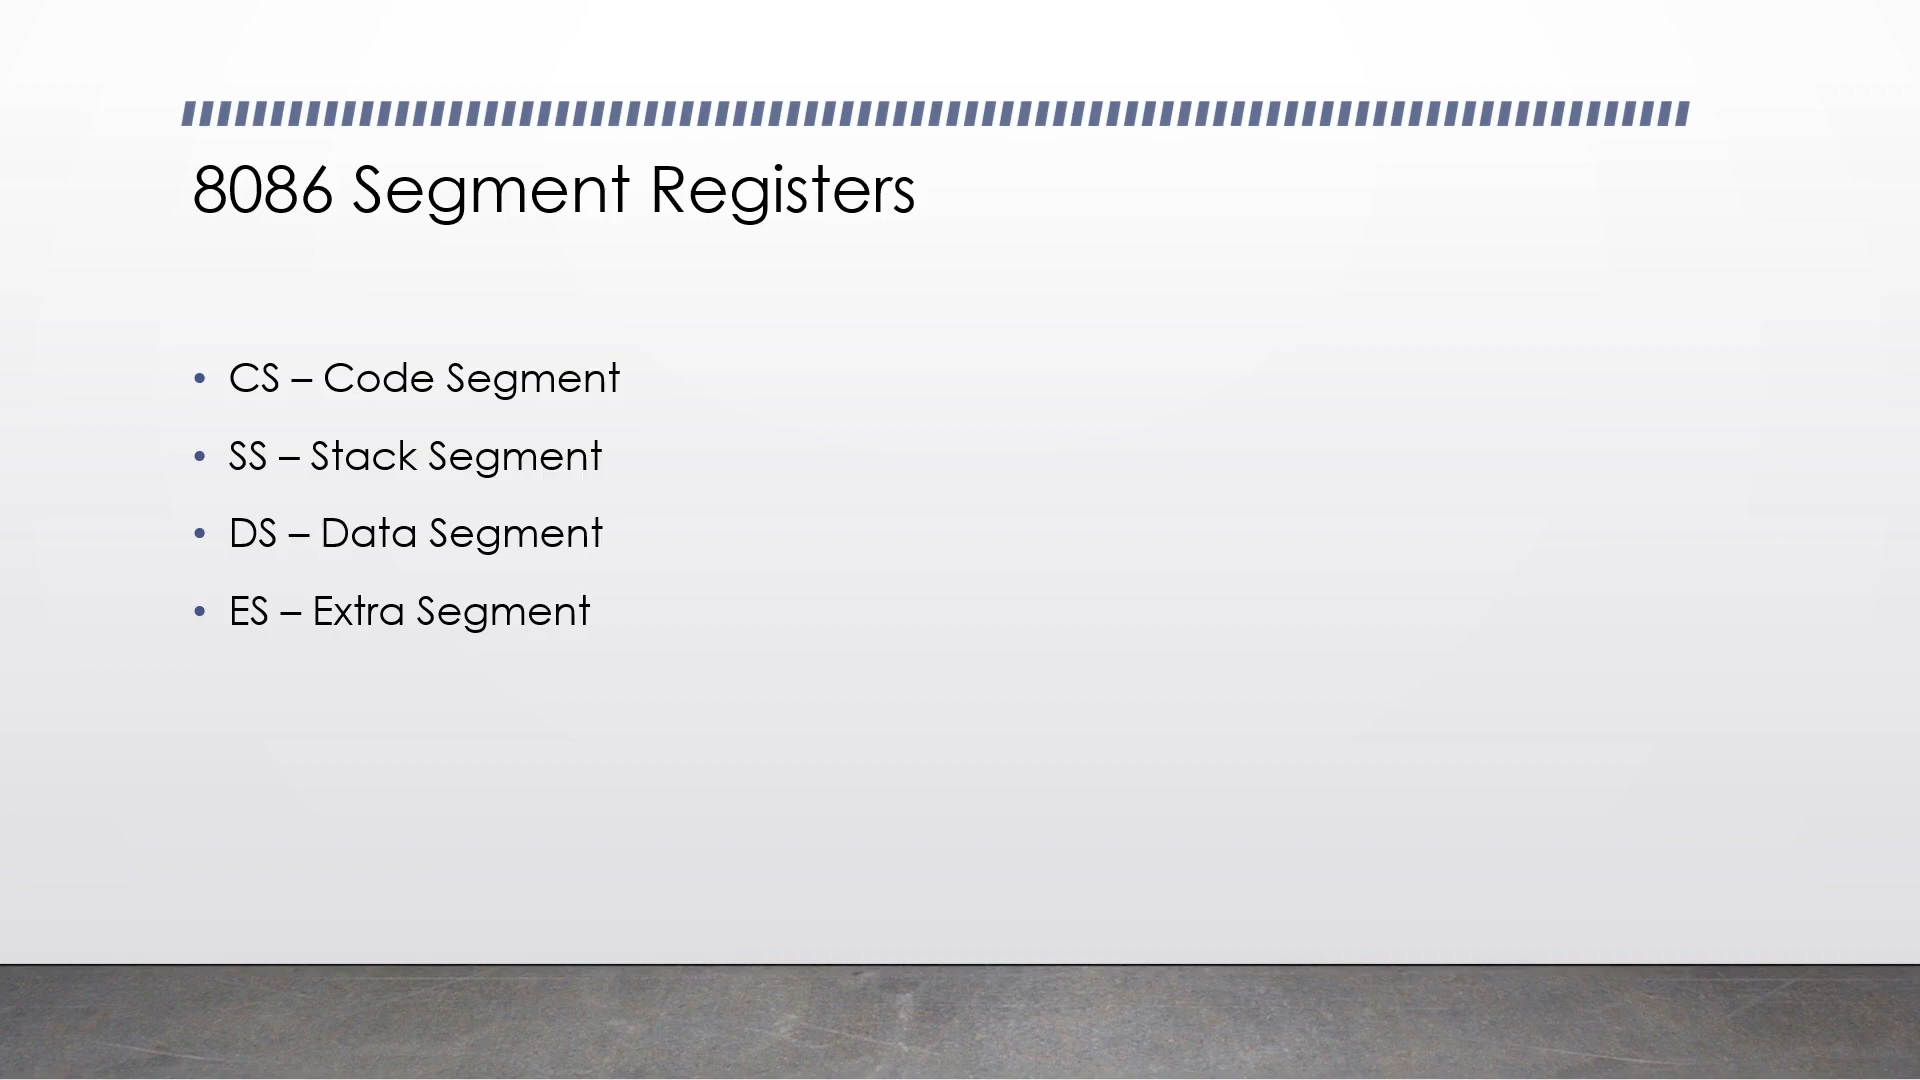 8086 Segment Registers
• CS – Code Segment
• SS – Stack Segment
• DS – Data Segment
• ES – Extra Segment